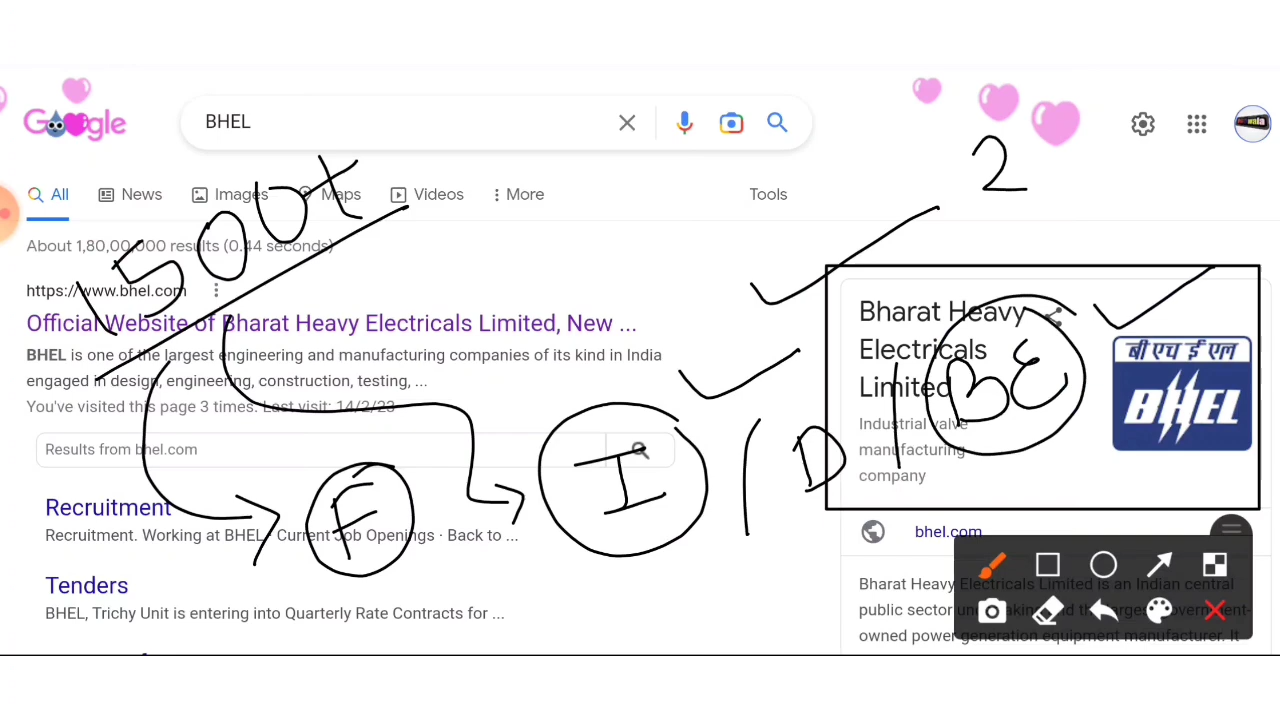 Google
BHEL
2
All News Images Maps Videos More Tools
1500+
About 1,80,00,000 results (0.44 seconds)
https://www.bhel.com
Official Website of Bharat Heavy Electricals Limited, New ...
BHEL is one of the largest engineering and manufacturing companies of its kind in India
engaged in design, engineering, construction, testing, ...
You've visited this page 3 times. Last visit: 14/2/23
Results from bhel.com
Recruitment
Recruitment. Working at BHEL · Current Job Openings · Back to ...
Tenders
BHEL, Trichy Unit is entering into Quarterly Rate Contracts for ...
F
I
D
BE
Bharat Heavy
Electricals
Limited
Industrial valve
manufacturing
company
बी एच ई एल
BHEL
bhel.com
Bharat Heavy Electricals Limited is an Indian central
public sector undertaking and the largest government-
owned power generation equipment manufacturer. It